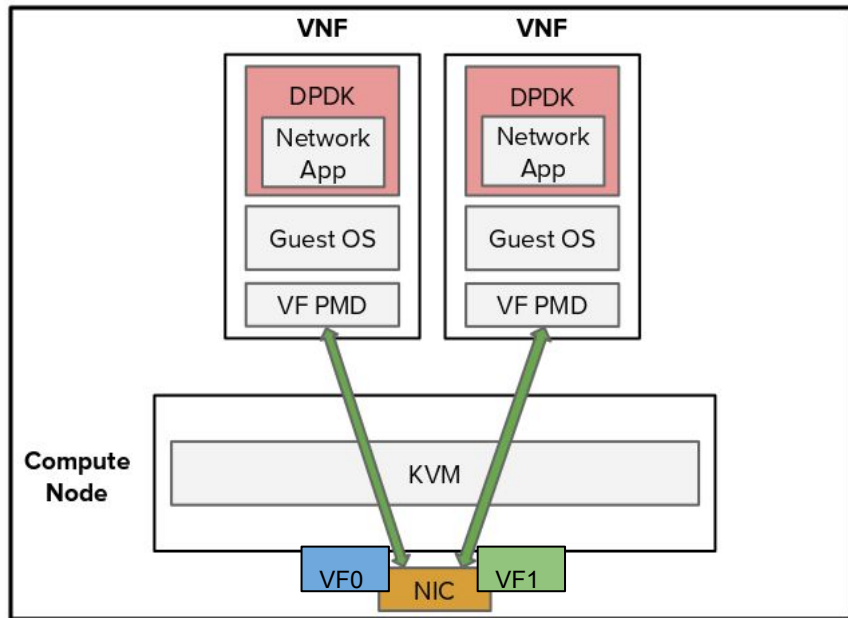 VNF
VNF
DPDK
Network
App
DPDK
Network
App
Guest OS
Guest OS
VF PMD
VF PMD
Compute
Node
KVM
VF0
NIC
VF1